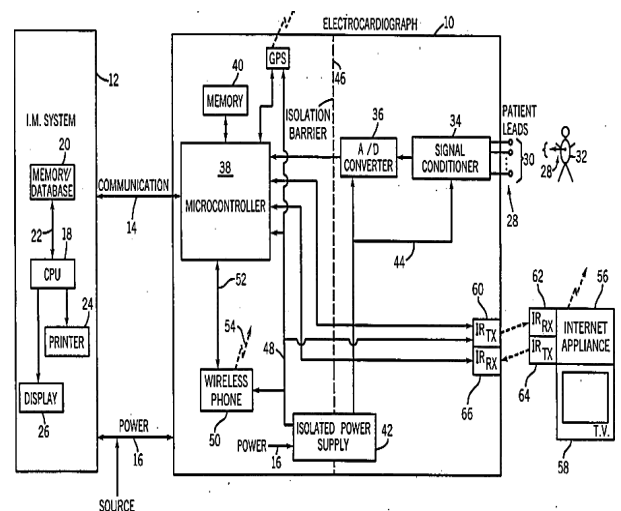 ELECTROCARDIOGRAPH
10
12
I.M. SYSTEM
20
MEMORY/
DATABASE
22
18
CPU
24
PRINTER
DISPLAY
26
COMMUNICATION
14
POWER
16
SOURCE
GPS
46
40
MEMORY
ISOLATION
BARRIER
38
MICROCONTROLLER
36
A/D
CONVERTER
34
SIGNAL
CONDITIONER
PATIENT
LEADS
30
28
28
32
44
52
54
48
WIRELESS
PHONE
50
POWER
16
ISOLATED POWER
SUPPLY
42
60
IR TX
IR RX
66
62
56
IR RX
IR TX
64
INTERNET
APPLIANCE
T.V.
58